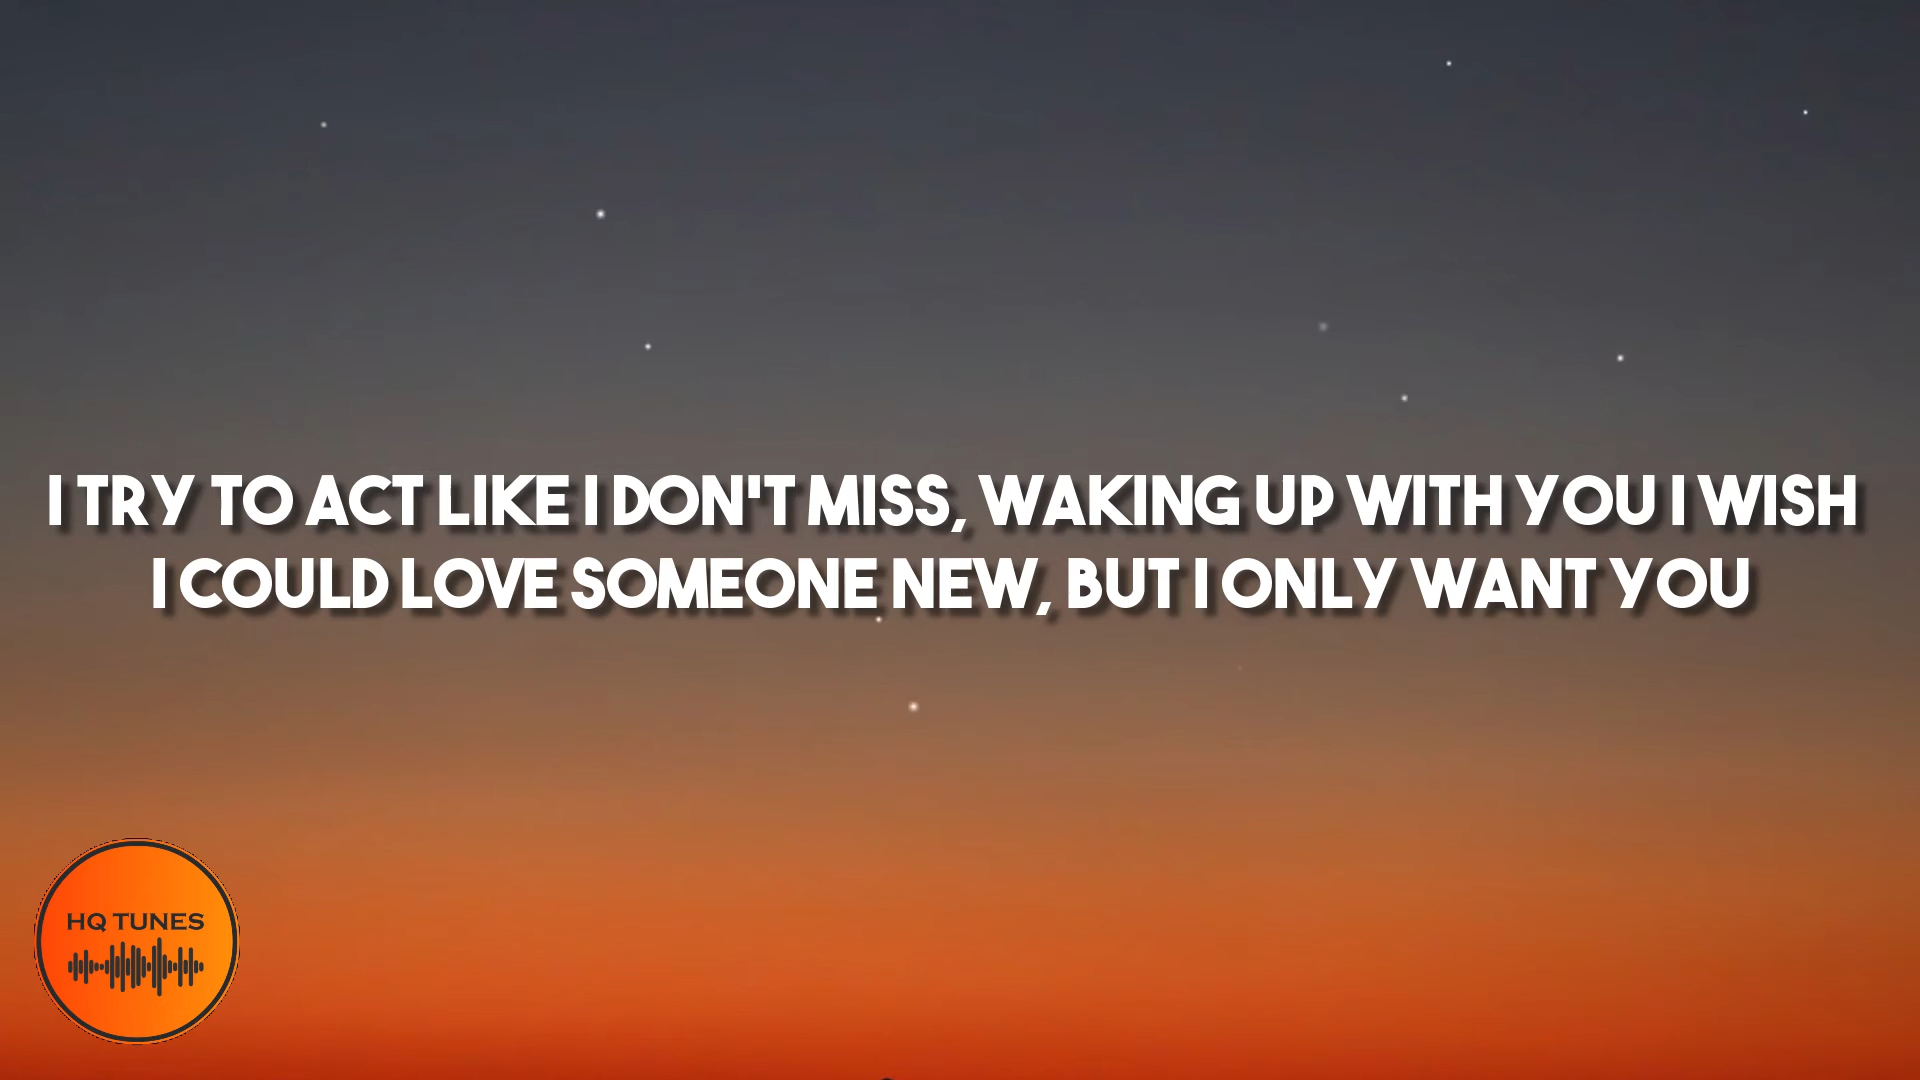 I TRY TO ACT LIKE I DON'T MISS, WAKING UP WITH YOU I WISH
I COULD LOVE SOMEONE NEW, BUT I ONLY WANT YOU
HQ TUNES